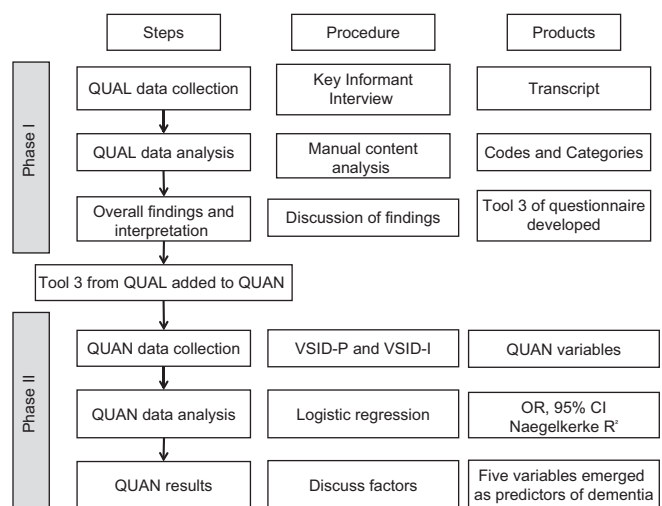 Steps
Procedure
Products
Phase I
QUAL data collection
Key Informant
Interview
Transcript
QUAL data analysis
Manual content
analysis
Codes and Categories
Overall findings and
interpretation
Discussion of findings
Tool 3 of questionnaire
developed
Tool 3 from QUAL added to QUAN
Phase II
QUAN data collection
VSID-P and VSID-I
QUAN variables
QUAN data analysis
Logistic regression
OR, 95% CI
Naegelkerke R²
QUAN results
Discuss factors
Five variables emerged
as predictors of dementia